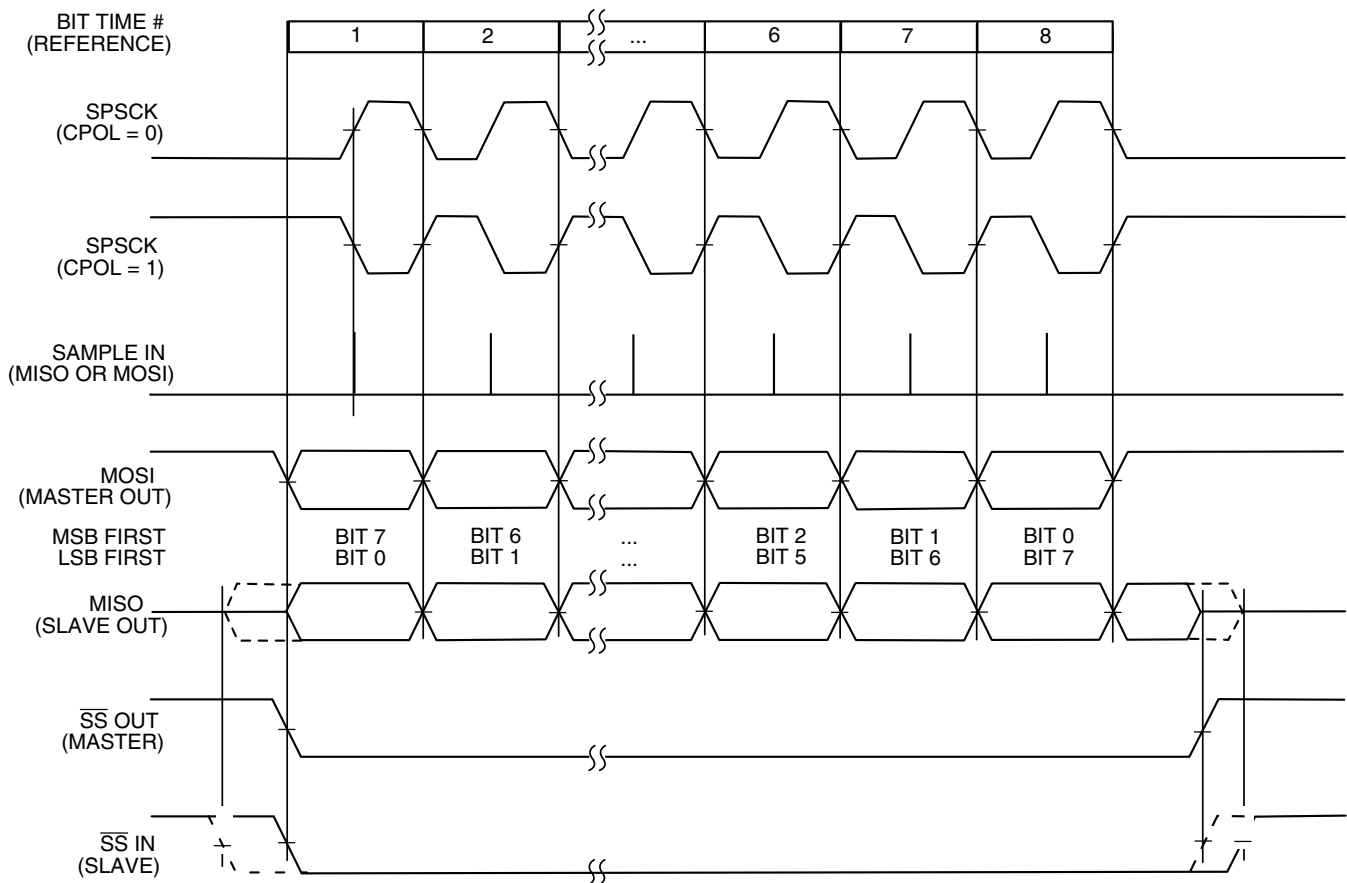 BIT TIME #
(REFERENCE)
1 2 ... 6 7 8
SPSCK
(CPOL = 0)
SPSCK
(CPOL = 1)
SAMPLE IN
(MISO OR MOSI)
MOSI
(MASTER OUT)
MSB FIRST BIT 7 BIT 6 ... BIT 2 BIT 1 BIT 0
LSB FIRST BIT 0 BIT 1 ... BIT 5 BIT 6 BIT 7
MISO
(SLAVE OUT)
S̅S̅ OUT
(MASTER)
S̅S̅ IN
(SLAVE)